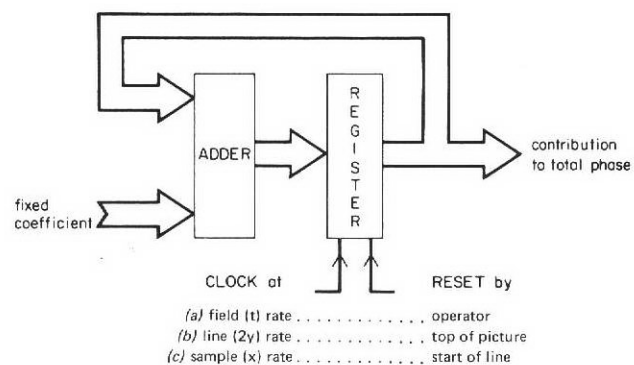 ADDER
REGISTER
contribution
to total phase
fixed
coefficient
CLOCK at RESET by
(a) field (t) rate . . . . . . . . . . . . operator
(b) line (2y) rate . . . . . . . . . . . . top of picture
(c) sample (x) rate . . . . . . . . . . . start of line